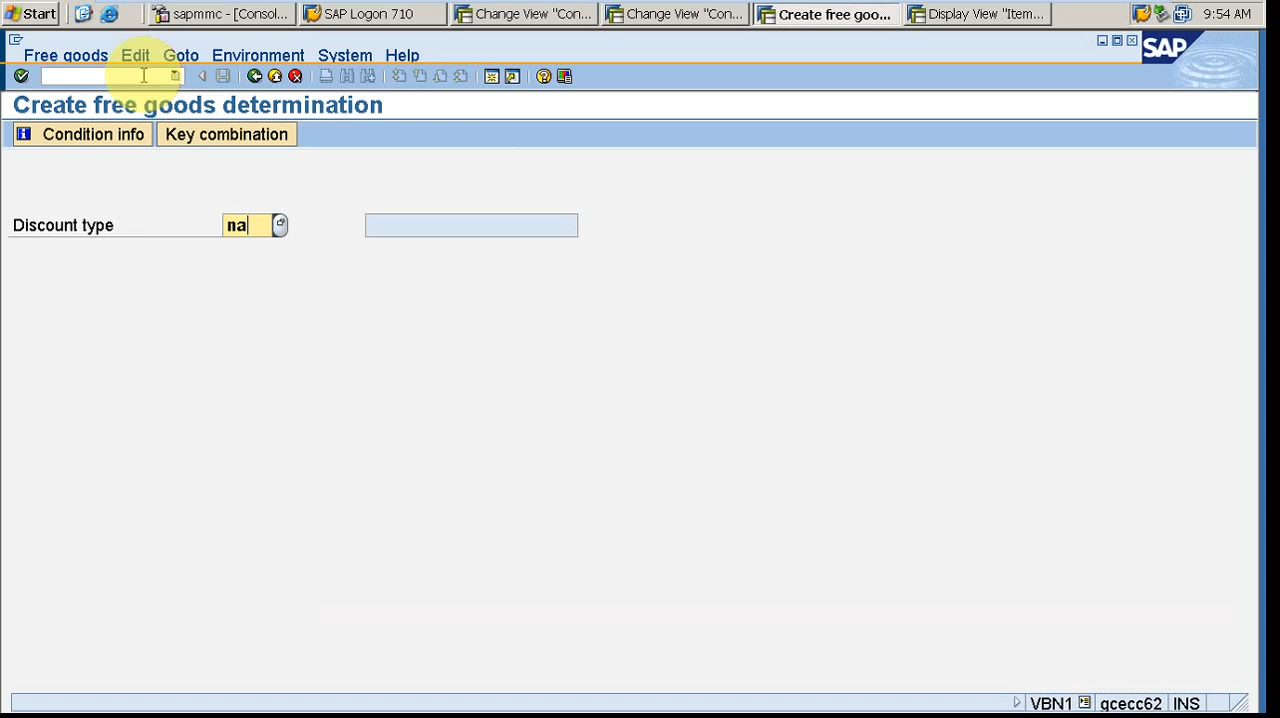 Start
sapmmc - [Consol...
SAP Logon 710
Change View "Con...
Change View "Con...
Create free goo...
Display View "Item...
9:54 AM
Free goods Edit Goto Environment System Help
SAP
Create free goods determination
Condition info
Key combination
Discount type
na
VBN1
qcecc62
INS